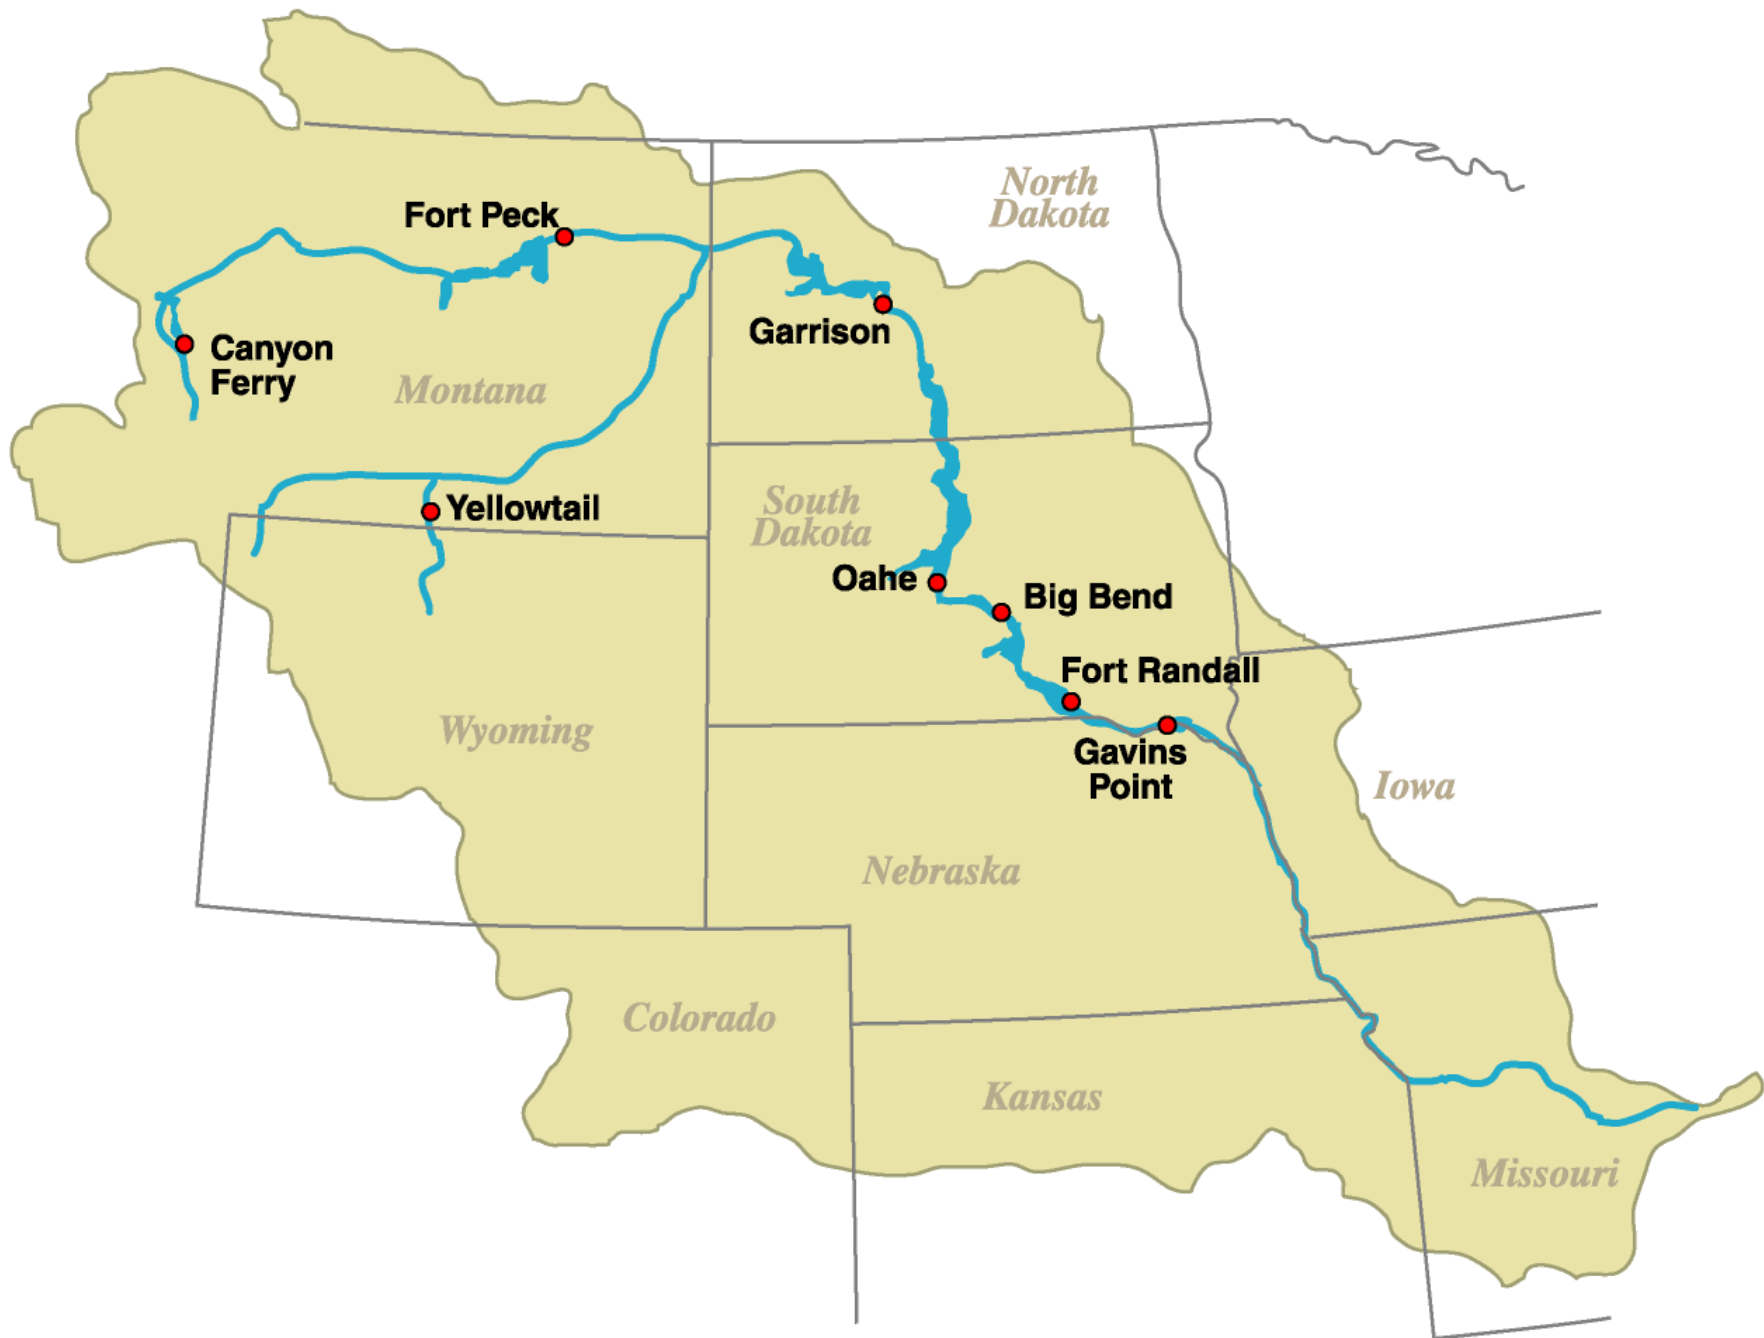 North
Dakota
Fort Peck
Garrison
Canyon
Ferry
Montana
Yellowtail
South
Dakota
Oahe
Big Bend
Fort Randall
Wyoming
Gavins
Point
Iowa
Nebraska
Colorado
Kansas
Missouri